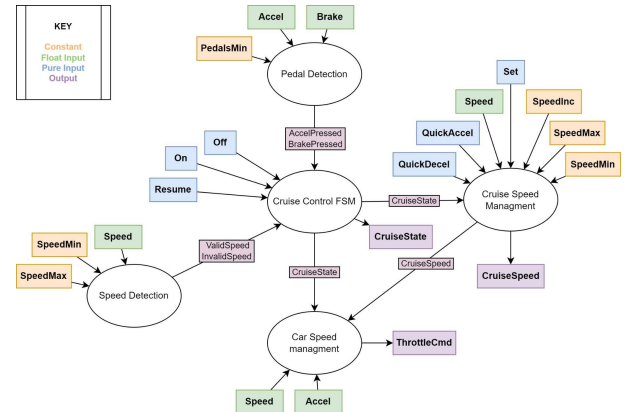 KEY
Constant
Float Input
Pure Input
Output
Accel
Brake
PedalsMin
Pedal Detection
AccelPressed
BrakePressed
Set
Speed
SpeedInc
QuickAccel
SpeedMax
QuickDecel
SpeedMin
Cruise Speed
Managment
Off
On
Resume
Cruise Control FSM
CruiseState
CruiseState
SpeedMin
Speed
SpeedMax
Speed Detection
ValidSpeed
InvalidSpeed
CruiseState
CruiseSpeed
CruiseSpeed
Car Speed
managment
ThrottleCmd
Speed
Accel